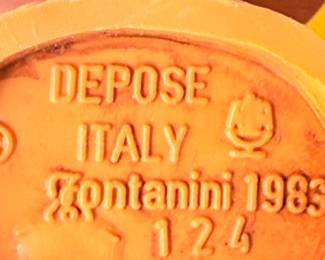 DEPOSE
ITALY
Fontanini 1983
124